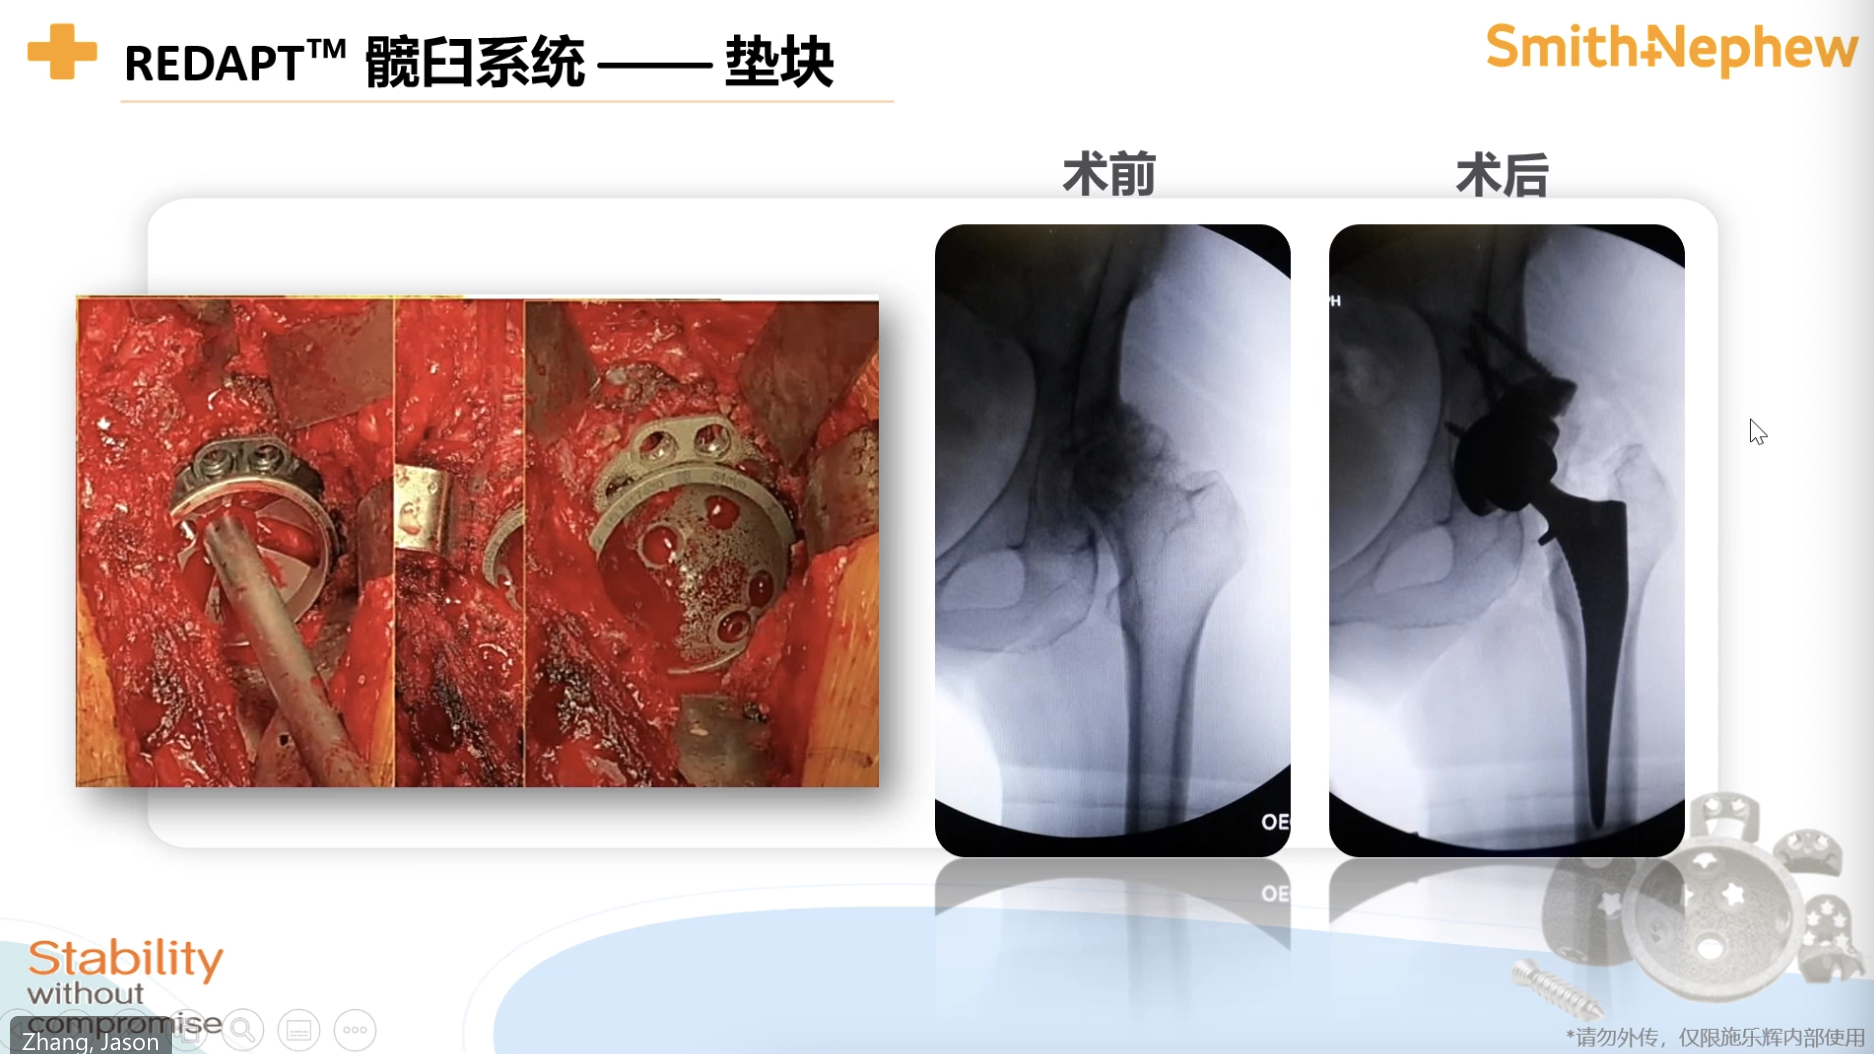 REDAPT™ 髋臼系统 —— 垫块
Smith+Nephew
术前
术后
PH
OE
OE
Stability
without
compromise
Zhang, Jason
*请勿外传，仅限施乐辉内部使用